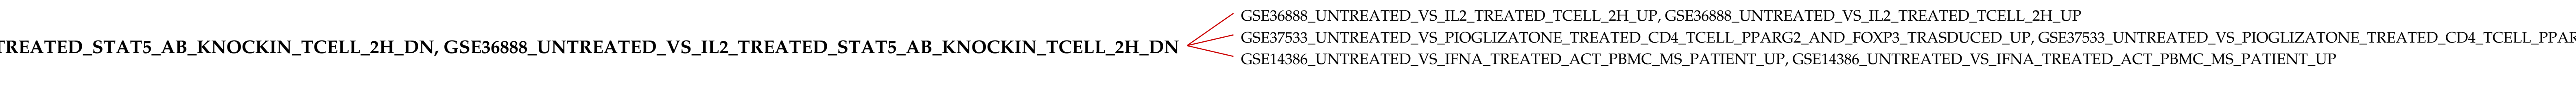 GSE36888_UNTREATED_VS_IL2_TREATED_TCELL_2H_UP, GSE36888_UNTREATED_VS_IL2_TREATED_TCELL_2H_UP
TREATED_STAT5_AB_KNOCKIN_TCELL_2H_DN, GSE36888_UNTREATED_VS_IL2_TREATED_STAT5_AB_KNOCKIN_TCELL_2H_DN
GSE37533_UNTREATED_VS_PIOGLIZATONE_TREATED_CD4_TCELL_PPARG2_AND_FOXP3_TRASDUCED_UP, GSE37533_UNTREATED_VS_PIOGLIZATONE_TREATED_CD4_TCELL_PPAR
GSE14386_UNTREATED_VS_IFNA_TREATED_ACT_PBMC_MS_PATIENT_UP, GSE14386_UNTREATED_VS_IFNA_TREATED_ACT_PBMC_MS_PATIENT_UP